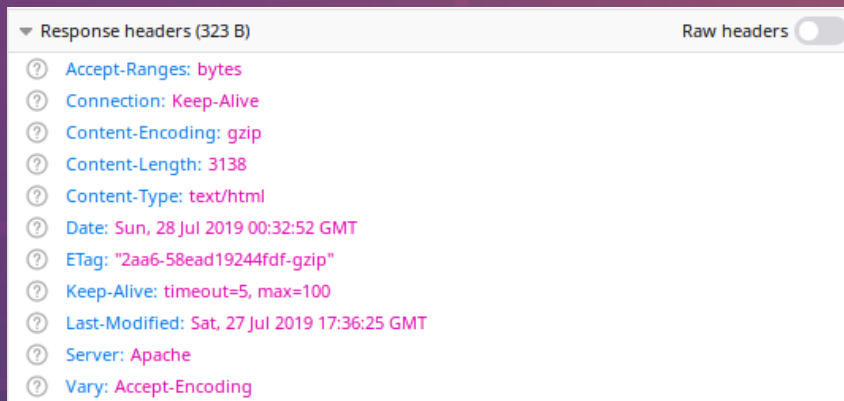 Response headers (323 B) Raw headers
Accept-Ranges: bytes
Connection: Keep-Alive
Content-Encoding: gzip
Content-Length: 3138
Content-Type: text/html
Date: Sun, 28 Jul 2019 00:32:52 GMT
ETag: "2aa6-58ead19244fdf-gzip"
Keep-Alive: timeout=5, max=100
Last-Modified: Sat, 27 Jul 2019 17:36:25 GMT
Server: Apache
Vary: Accept-Encoding